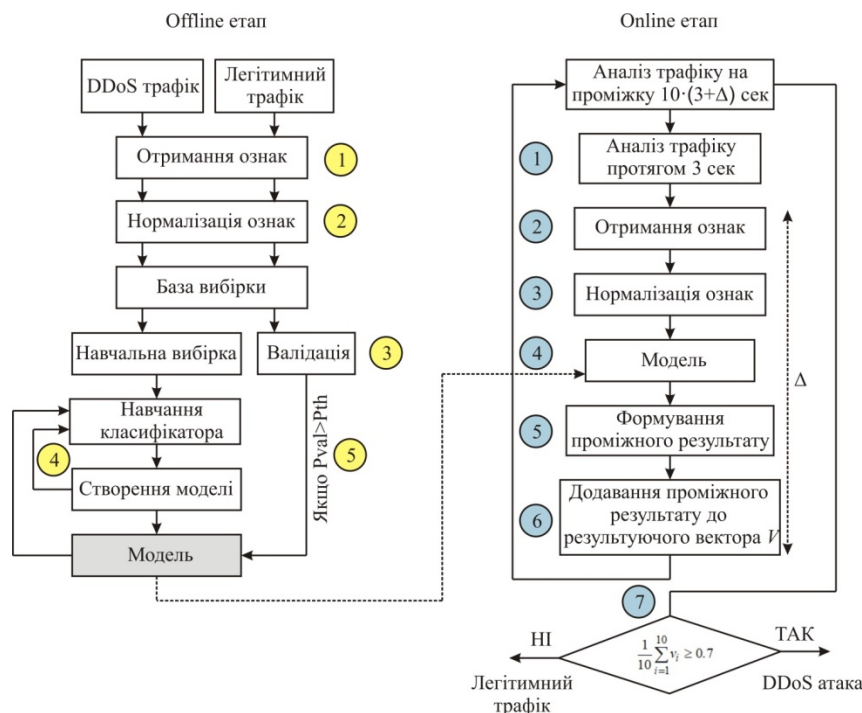 Offline етап
DDoS трафік
Легітимний
трафік
Отримання ознак
1
Нормалізація ознак
2
База вибірки
Навчальна вибірка
Валідація
3
Навчання
класифікатора
4
Якщо Pval>Pth
5
Створення моделі
Модель
Online етап
Аналіз трафіку на
проміжку 10·(3+Δ) сек
1
Аналіз трафіку
протягом 3 сек
2
Отримання ознак
3
Нормалізація ознак
4
Модель
Δ
5
Формування
проміжного результату
6
Додавання проміжного
результату до
результуючого вектора V
7
НІ
ТАК
1/10 ∑_{i=1}^{10} v_i ≥ 0.7
Легітимний
трафік
DDoS атака